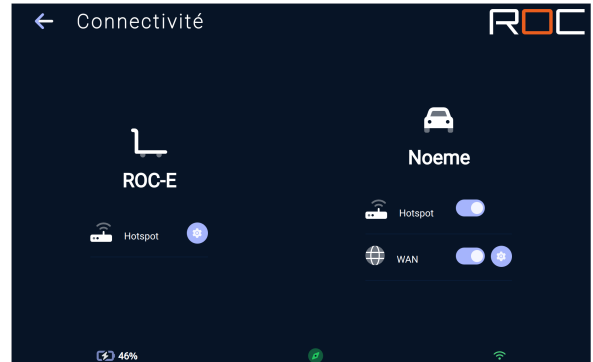 Connectivité
ROC
ROC-E
Hotspot
Noeme
Hotspot
WAN
46%